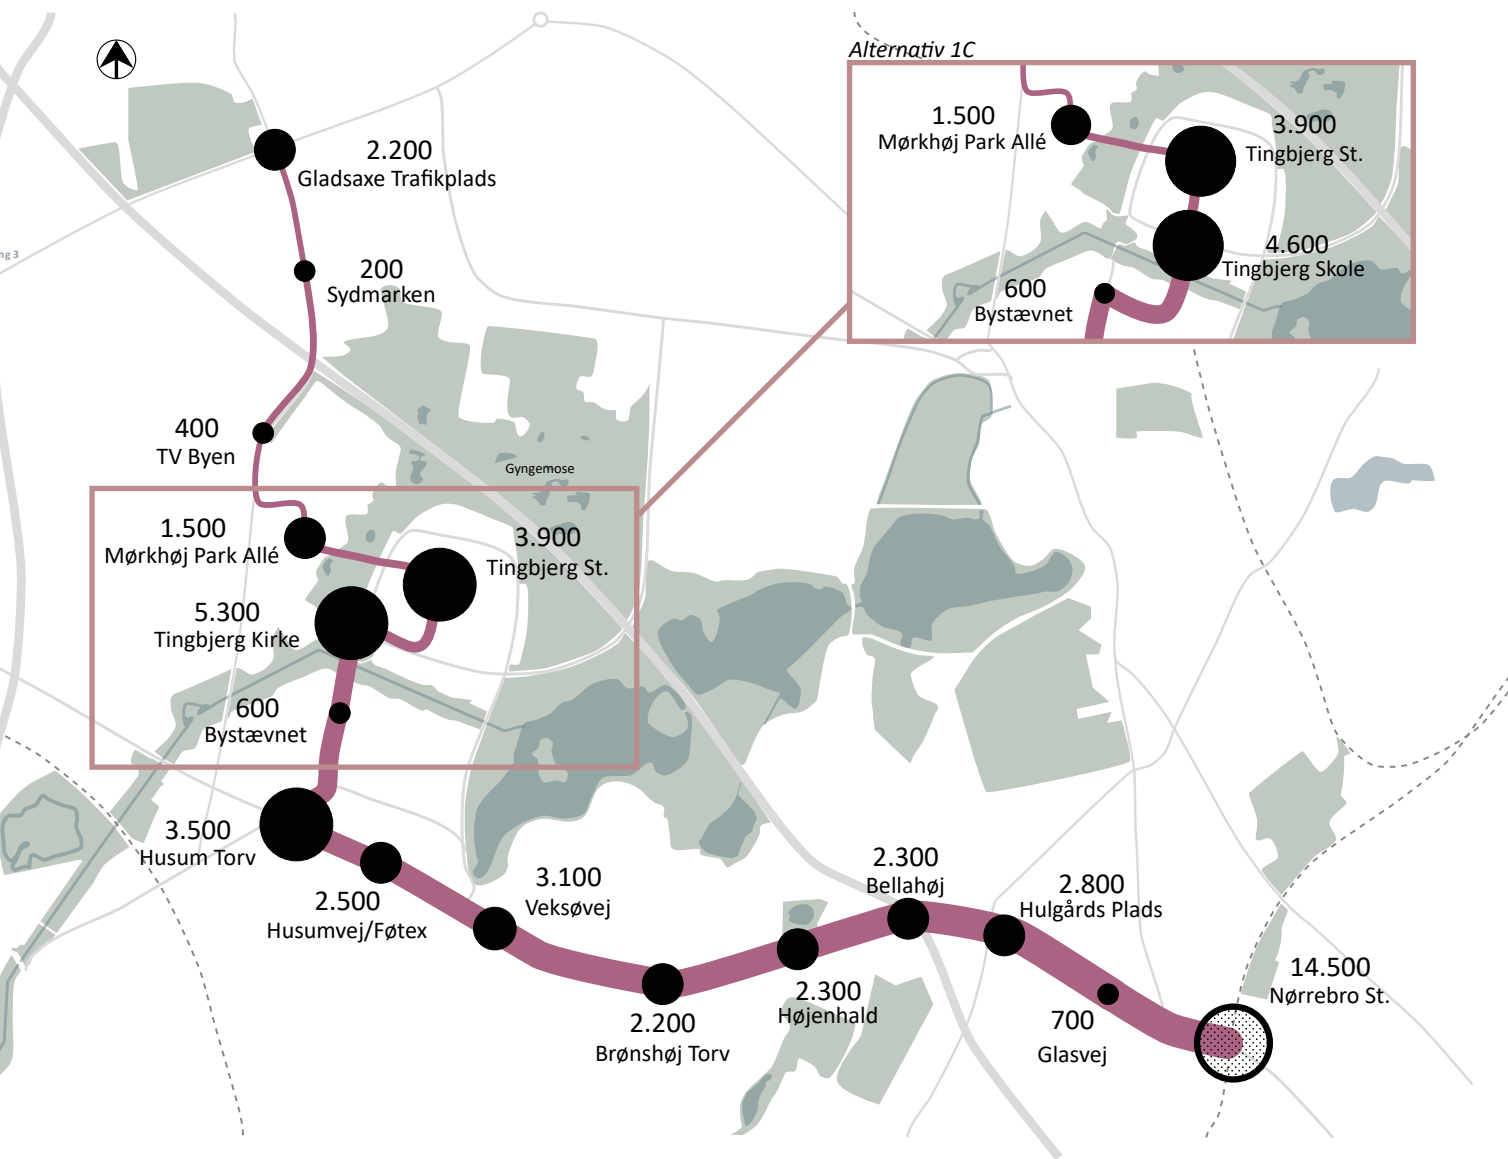 Alternativ 1C
1.500
Mørkhøj Park Allé
3.900
Tingbjerg St.
4.600
Tingbjerg Skole
600
Bystævnet
2.200
Gladsaxe Trafikplads
ng 3
200
Sydmarken
400
TV Byen
Gyngemose
1.500
Mørkhøj Park Allé
3.900
Tingbjerg St.
5.300
Tingbjerg Kirke
600
Bystævnet
3.500
Husum Torv
2.500
Husumvej/Føtex
3.100
Veksøvej
2.200
Brønshøj Torv
2.300
Højenhald
2.300
Bellahøj
2.800
Hulgårds Plads
700
Glasvej
14.500
Nørrebro St.